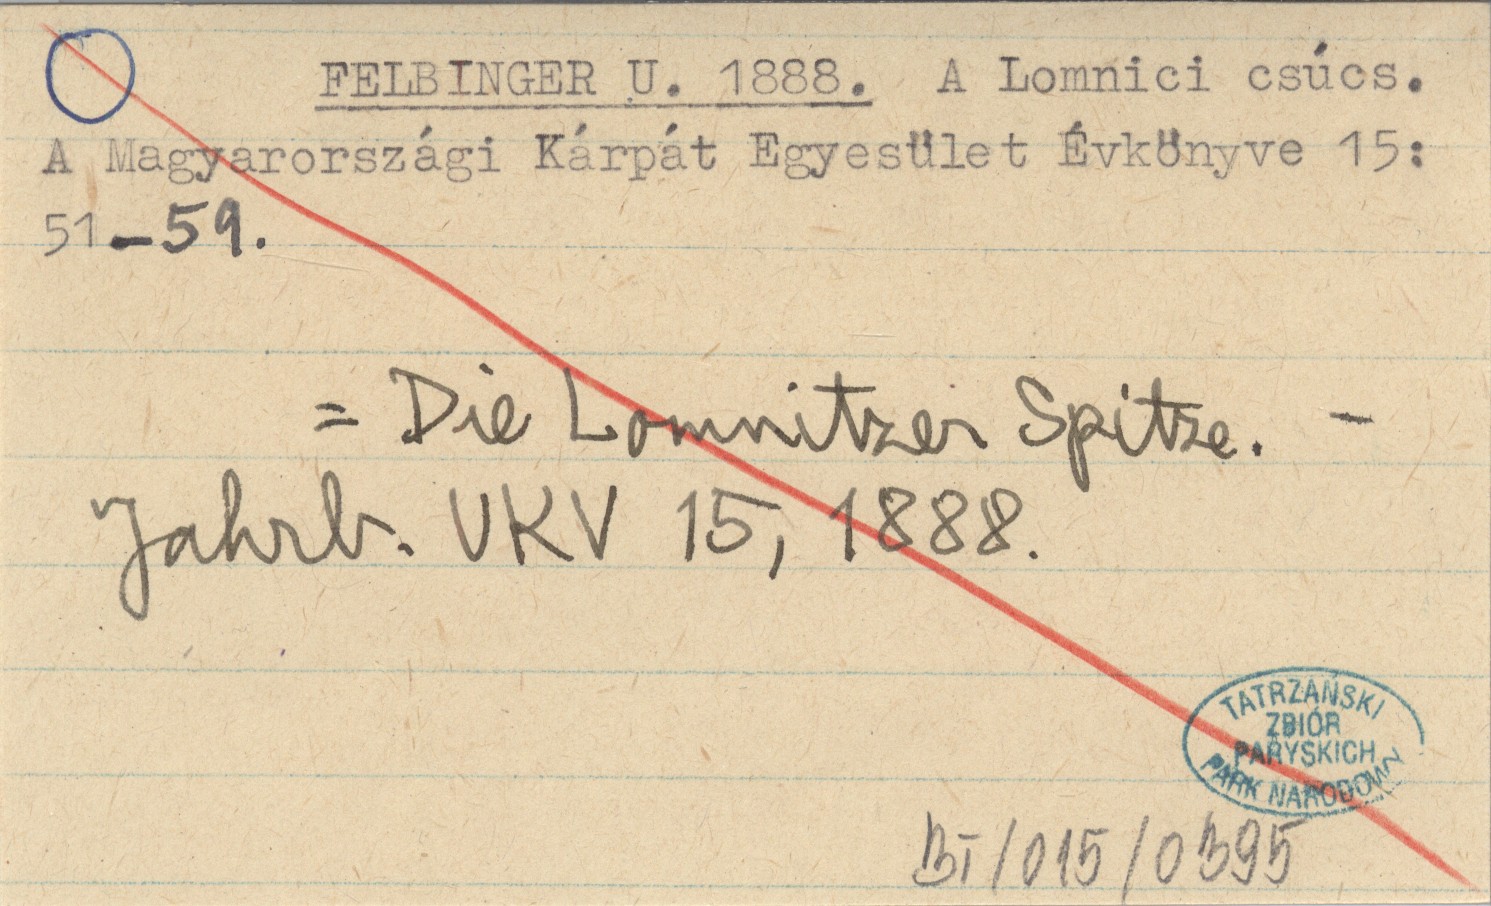 FELBINGER U. 1888. A Lomnici csúcs.
A Magyarországi Kárpát Egyesület Évkönyve 15:
51-59.
= Die Lomnitzer Spitze. -
Jahrb. UKV 15, 1888.
TATRZAŃSKI
ZBIÓR
PARYSKICH
PARK NARODOWY
BT/015/0395